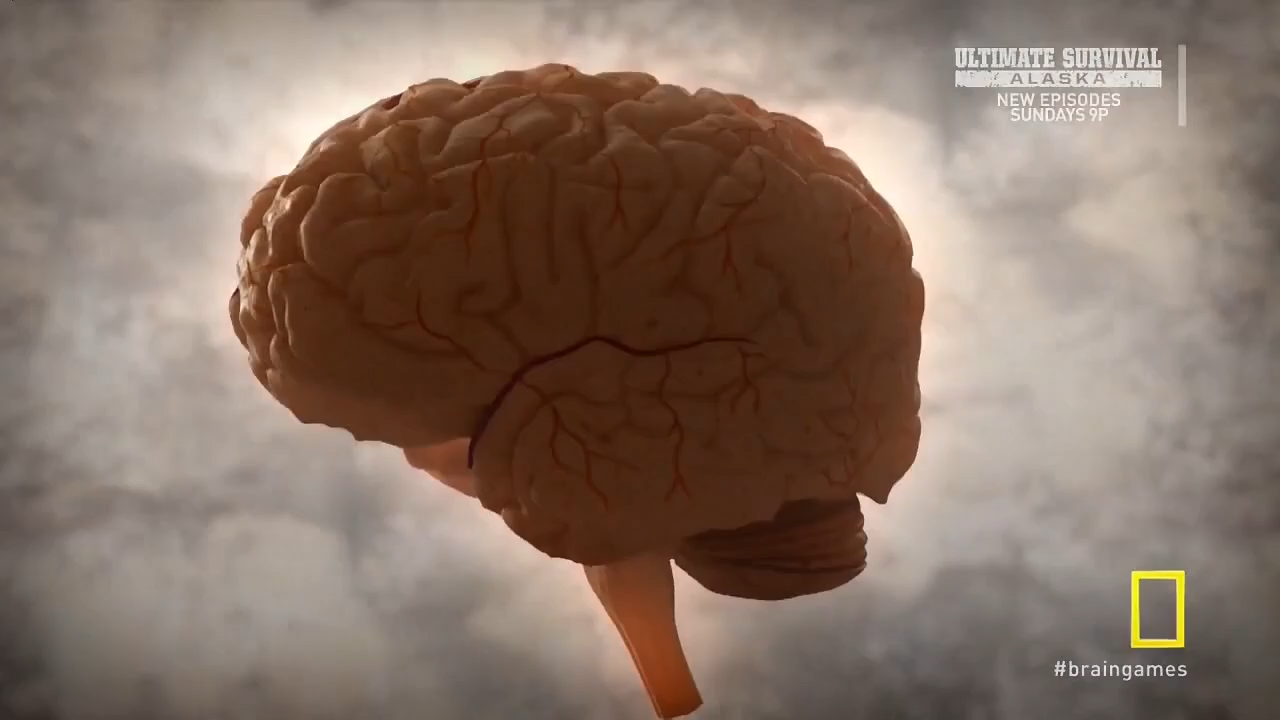 ULTIMATE SURVIVAL
ALASKA
NEW EPISODES
SUNDAYS 9P
#braingames